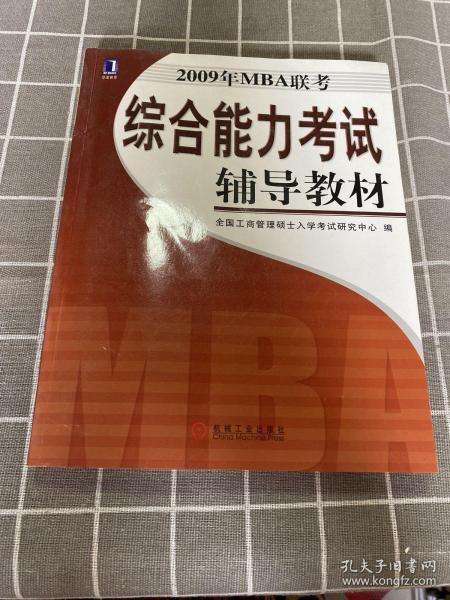 2009年MBA联考
综合能力考试
辅导教材
全国工商管理硕士入学考试研究中心 编
MBA
机械工业出版社
China Machine Press
孔夫子旧书网
www.kongfz.com